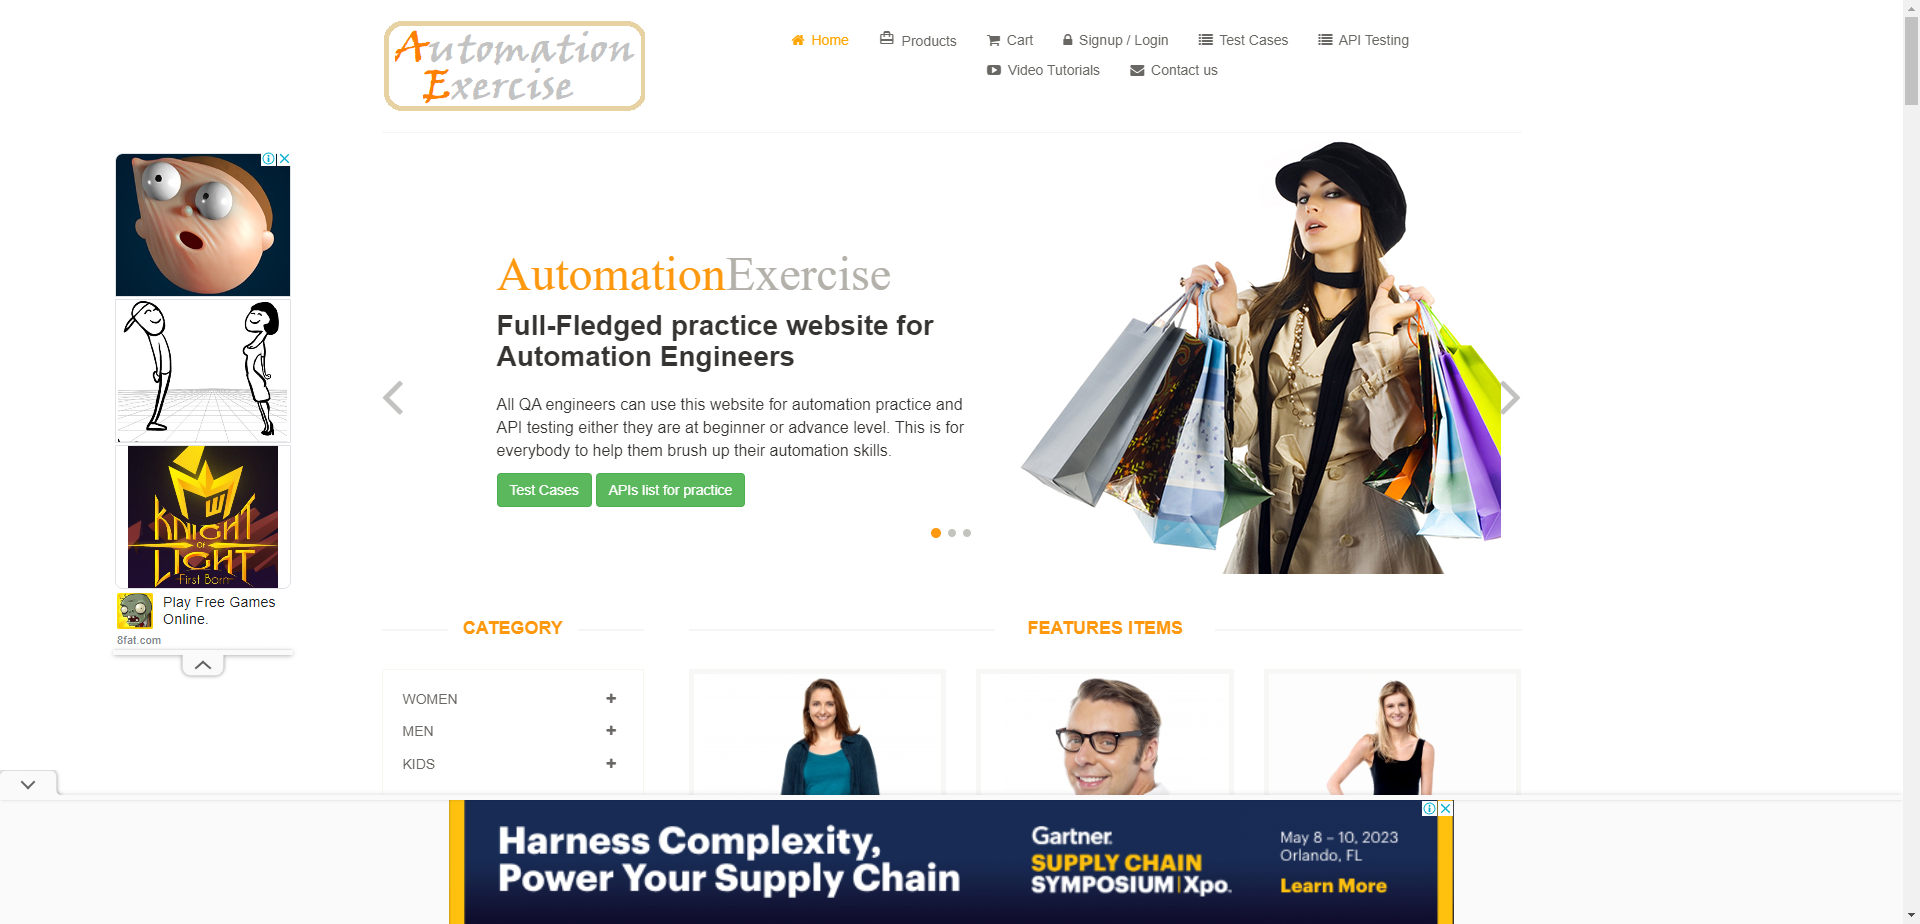 Automation
Exercise
Home
Products
Cart
Signup / Login
Test Cases
API Testing
Video Tutorials
Contact us
AutomationExercise
Full-Fledged practice website for
Automation Engineers
All QA engineers can use this website for automation practice and
API testing either they are at beginner or advance level. This is for
everybody to help them brush up their automation skills.
Test Cases
APIs list for practice
W
KNIGHT
OF
LIGHT
First Born
Play Free Games
Online.
8fat.com
CATEGORY
WOMEN
MEN
KIDS
FEATURES ITEMS
Harness Complexity,
Power Your Supply Chain
Gartner
SUPPLY CHAIN
SYMPOSIUM | Xpo.
May 8 – 10, 2023
Orlando, FL
Learn More